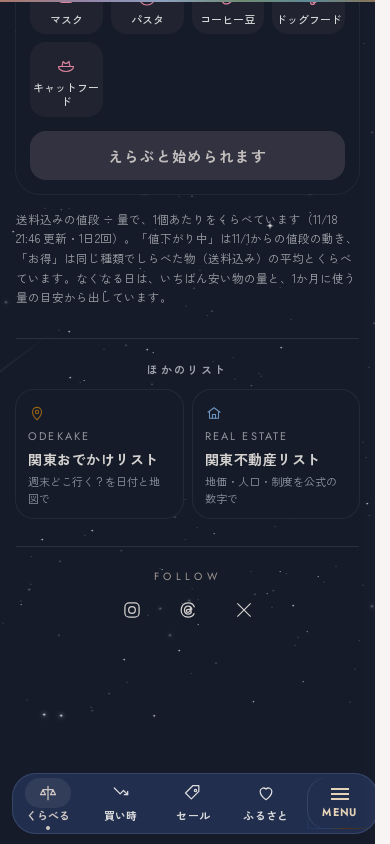 マスク
パスタ
コーヒー豆
ドッグフード
キャットフー
ド
えらぶと始められます
送料込みの値段 ÷ 量で、1個あたりをくらべています（11/18
21:46 更新・1日2回）。「値下がり中」は11/1からの値段の動き、
「お得」は同じ種類でしらべた物（送料込み）の平均とくらべ
ています。なくなる日は、いちばん安い物の量と、1か月に使う
量の目安から出しています。
ほかのリスト
ODEKAKE
関東おでかけリスト
週末どこ行く？を日付と地
図で
REAL ESTATE
関東不動産リスト
地価・人口・制度を公式の
数字で
FOLLOW
くらべる
買い時
セール
ふるさと
MENU